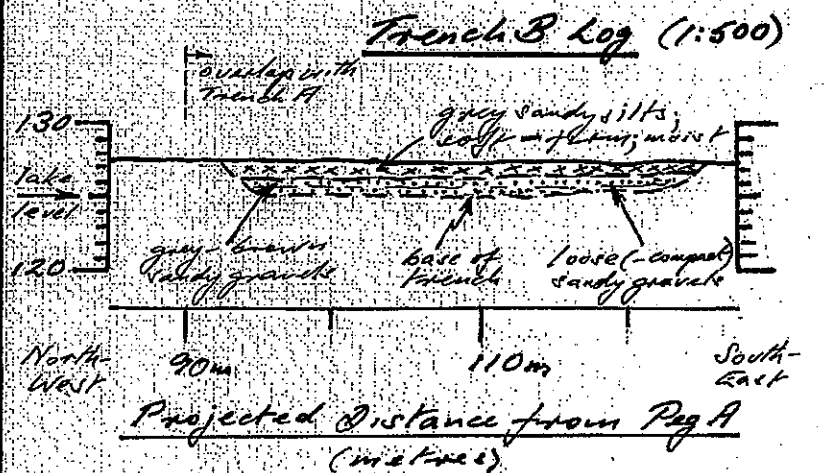 Trench B Log (1:500)
overlap with
Trench A
grey sandy silts,
soft - firm; moist
130
Lake
level
120
grey-brown
sandy gravels
base of
trench
loose (-compact)
sandy gravels
North-
West
90m
110m
South-
East
Projected Distance from Peg A
(metres)